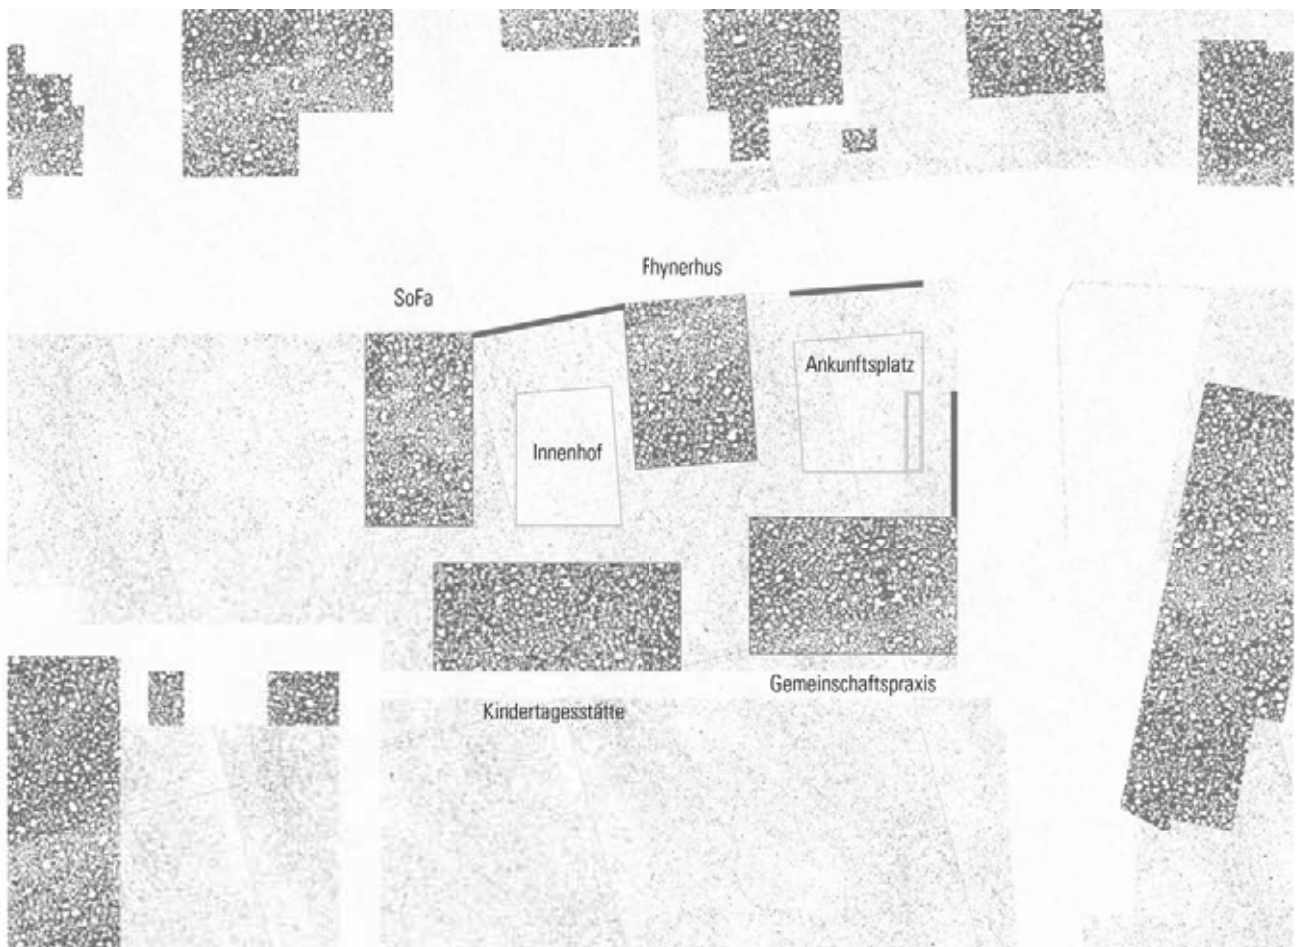 Fhynerhus
SoFa
Ankunftsplatz
Innenhof
Gemeinschaftspraxis
Kindertagesstätte